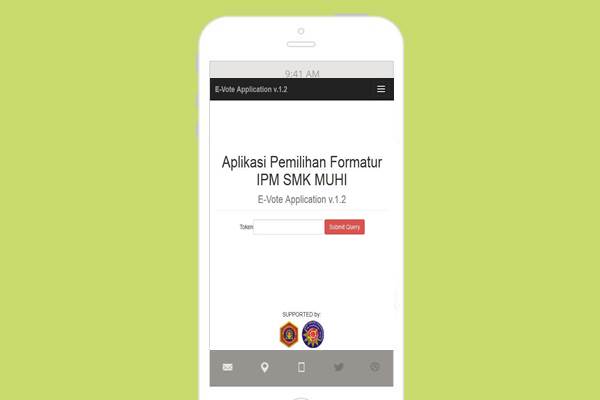 9:41 AM
E-Vote Application v.1.2
Aplikasi Pemilihan Formatur
IPM SMK MUHI
E-Vote Application v.1.2
Token
Submit Query
SUPPORTED by: